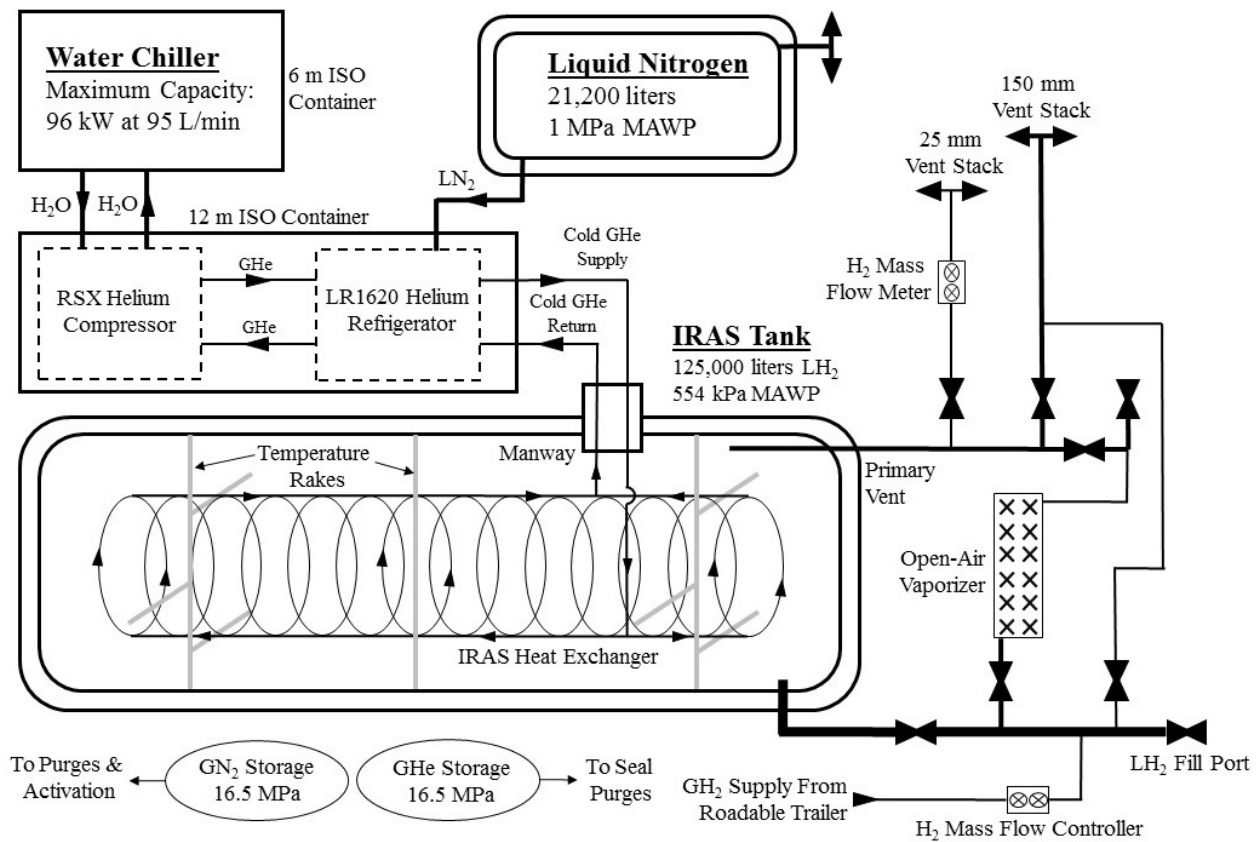 Water Chiller
Maximum Capacity:
96 kW at 95 L/min
6 m ISO
Container
Liquid Nitrogen
21,200 liters
1 MPa MAWP
150 mm
Vent Stack
25 mm
Vent Stack
H₂O
H₂O
LN₂
12 m ISO Container
Cold GHe
Supply
GHe
RSX Helium
Compressor
LR1620 Helium
Refrigerator
Cold GHe
Return
GHe
H₂ Mass
Flow Meter
IRAS Tank
125,000 liters LH₂
554 kPa MAWP
Temperature
Rakes
Manway
Primary
Vent
Open-Air
Vaporizer
IRAS Heat Exchanger
To Purges &
Activation
GN₂ Storage
16.5 MPa
GHe Storage
16.5 MPa
To Seal
Purges
GH₂ Supply From
Roadable Trailer
LH₂ Fill Port
H₂ Mass Flow Controller